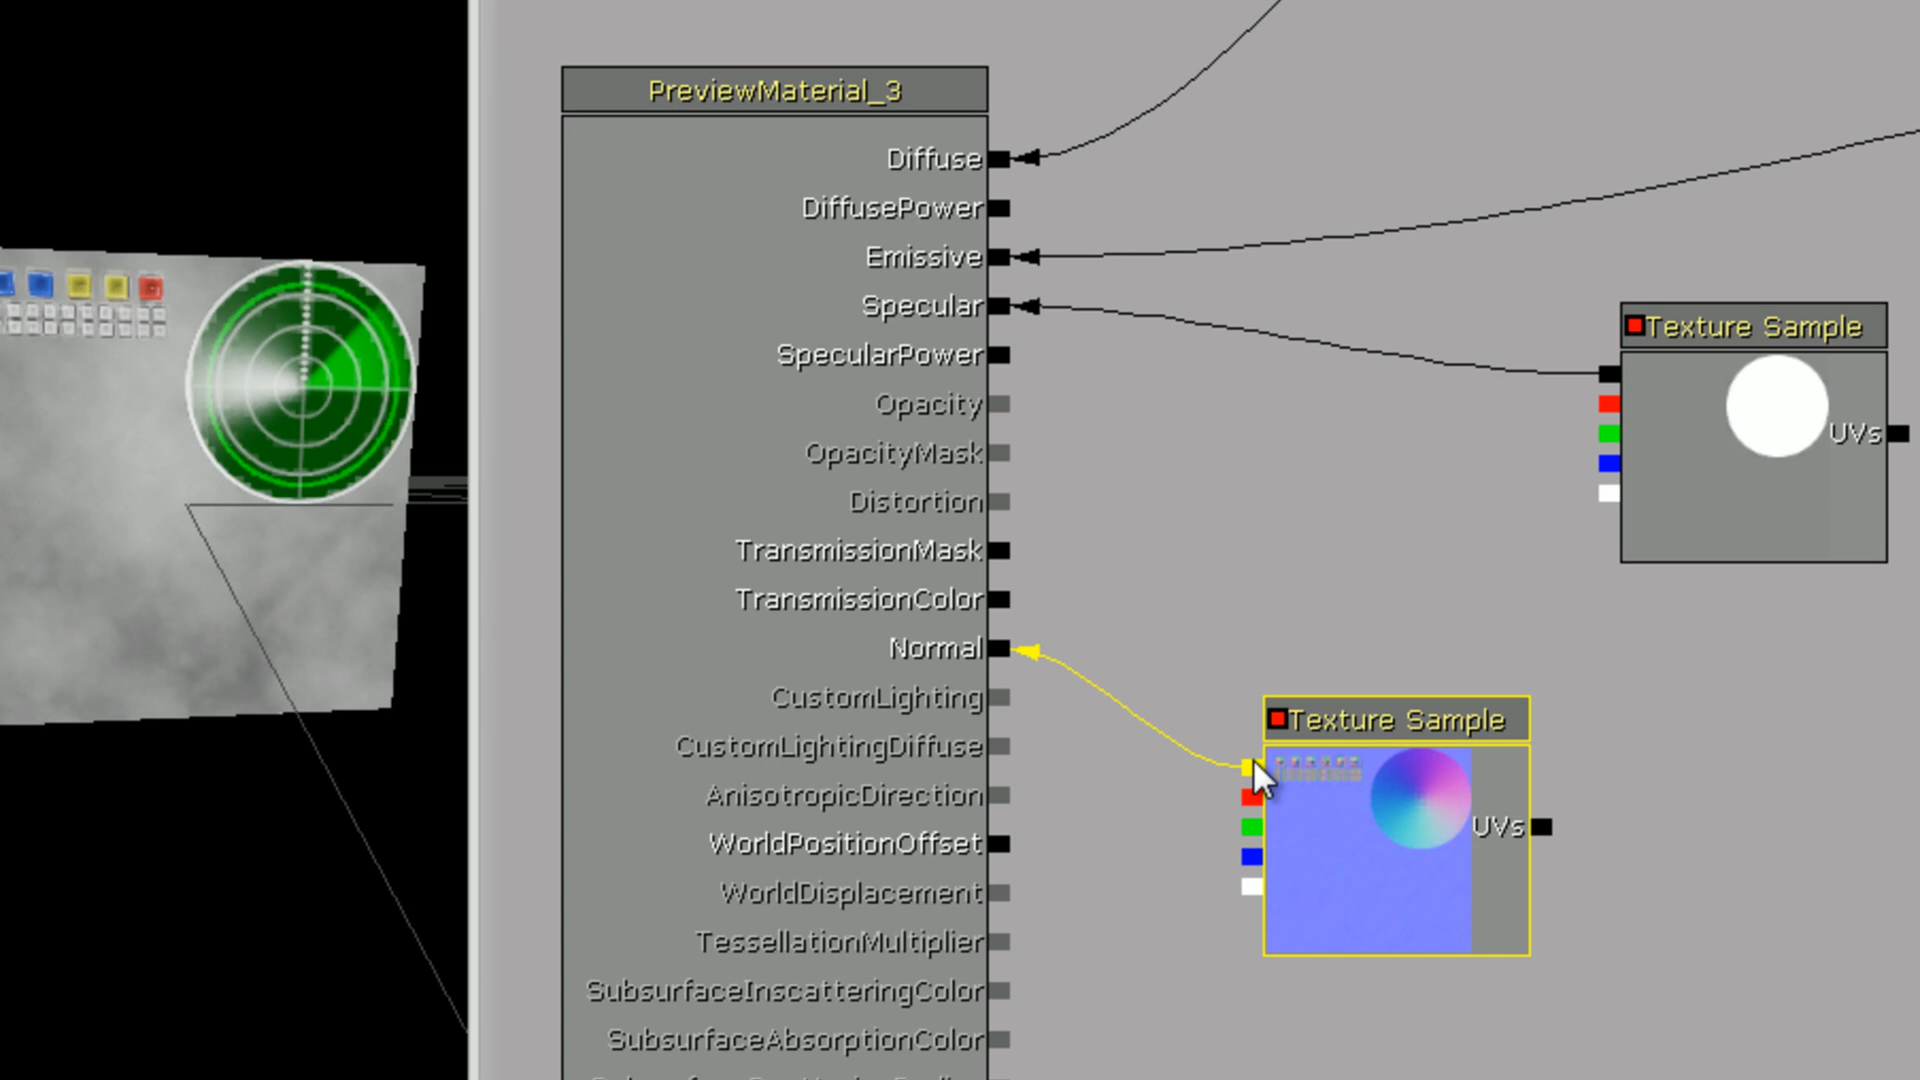 PreviewMaterial_3
Diffuse
DiffusePower
Emissive
Specular
SpecularPower
Opacity
OpacityMask
Distortion
TransmissionMask
TransmissionColor
Normal
CustomLighting
CustomLightingDiffuse
AnisotropicDirection
WorldPositionOffset
WorldDisplacement
TessellationMultiplier
SubsurfaceInscatteringColor
SubsurfaceAbsorptionColor
Texture Sample
UVs
Texture Sample
UVs